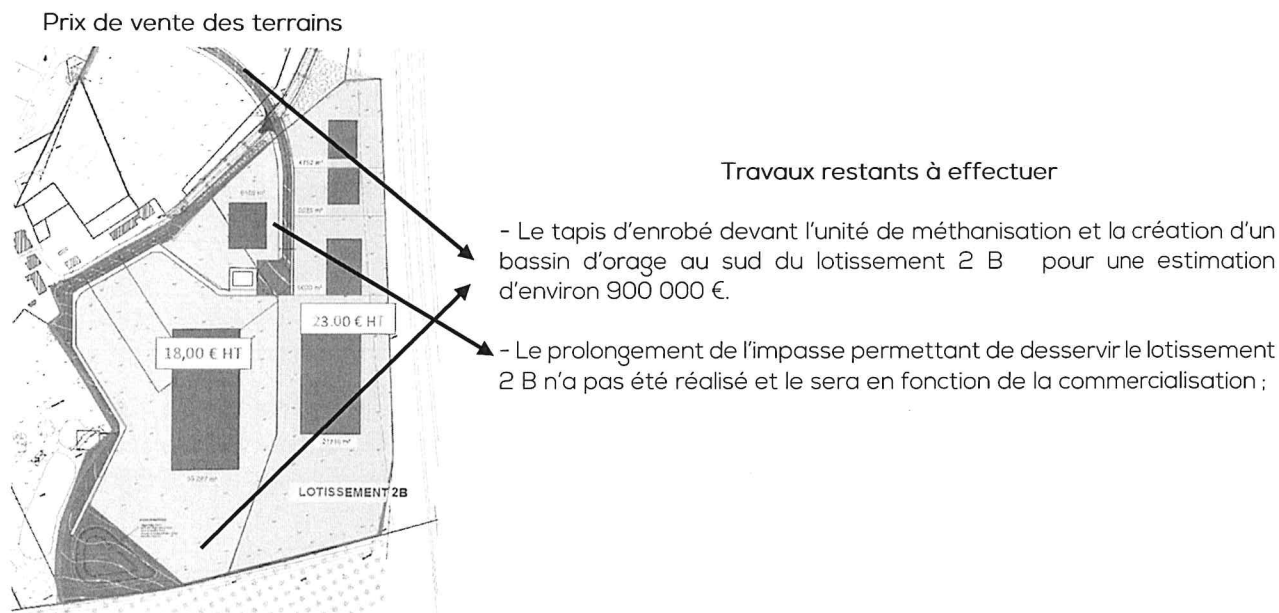 Prix de vente des terrains
Travaux restants à effectuer
- Le tapis d'enrobé devant l'unité de méthanisation et la création d'un
bassin d'orage au sud du lotissement 2 B pour une estimation
d'environ 900 000 €.
- Le prolongement de l'impasse permettant de desservir le lotissement
2 B n'a pas été réalisé et le sera en fonction de la commercialisation ;
23.00 € HT
18,00 € HT
LOTISSEMENT 2B